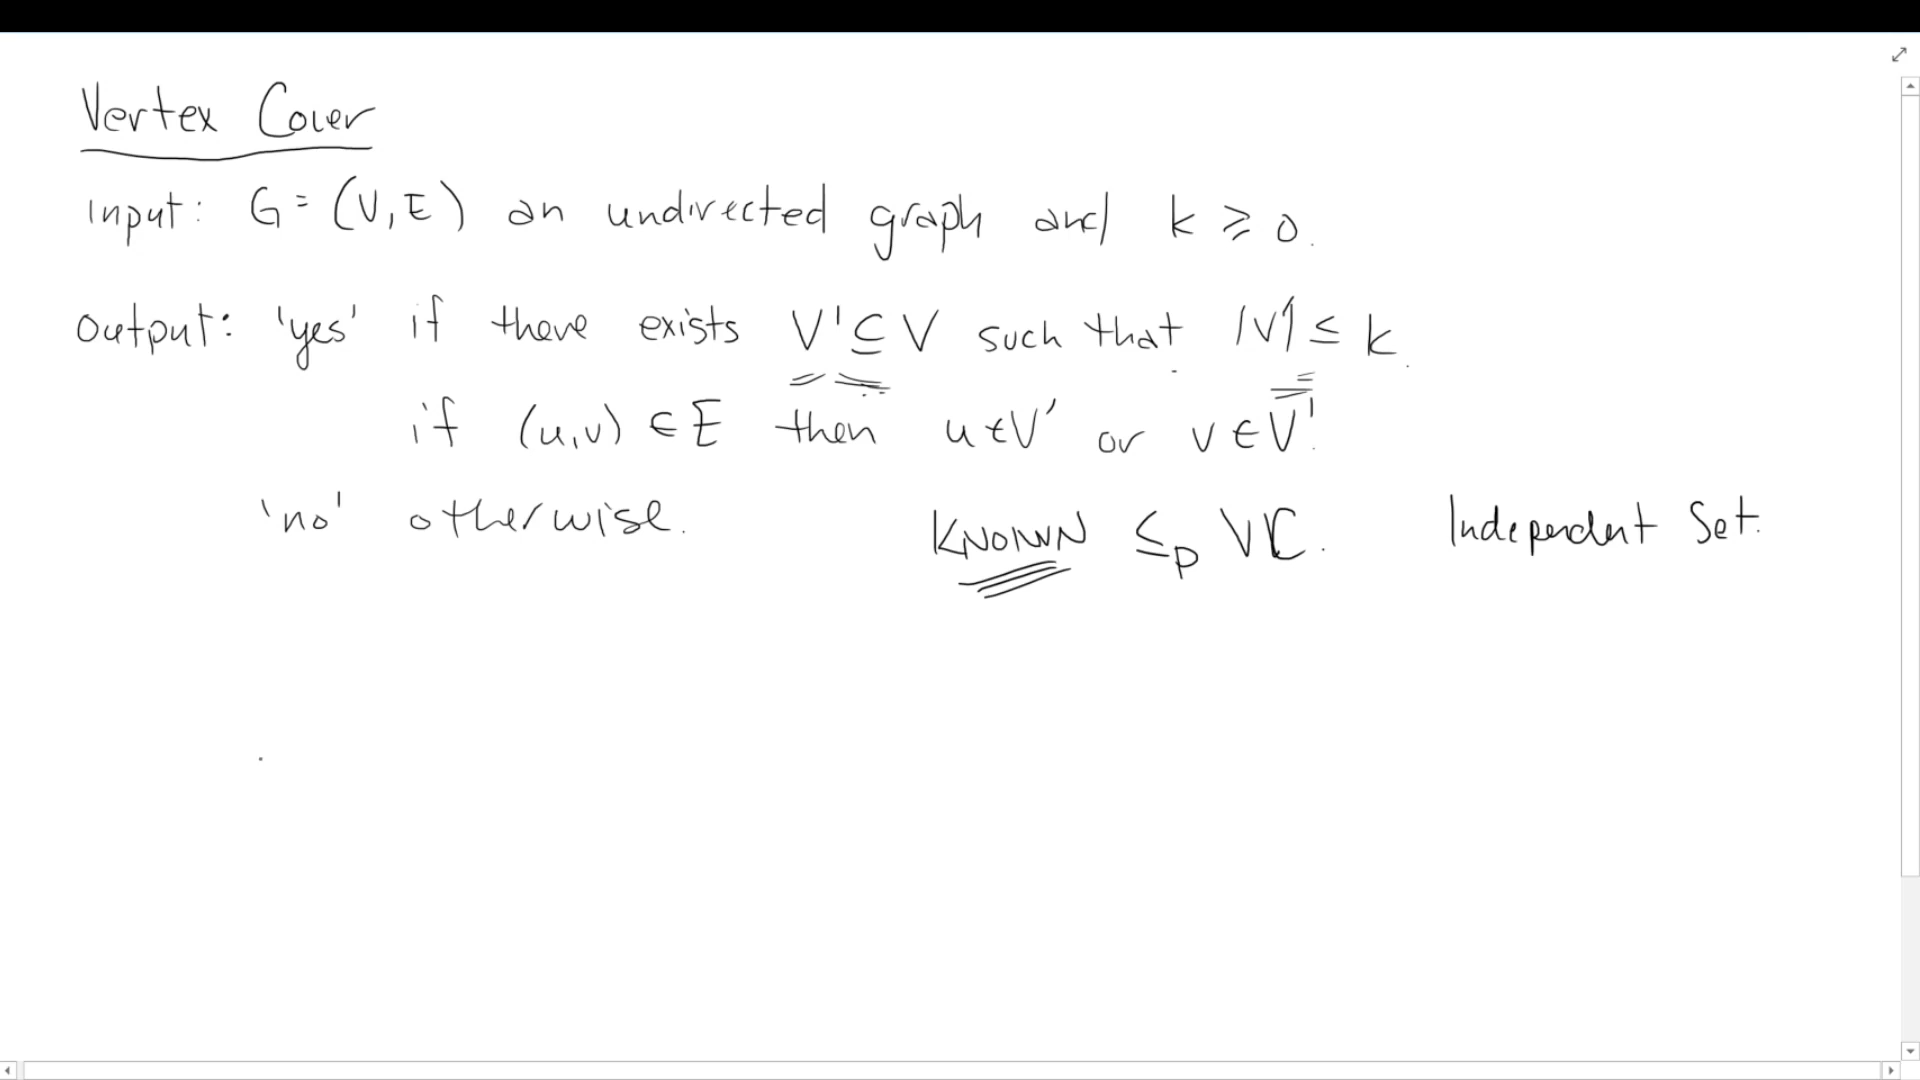 Vertex Cover
Input: G = (V, E) an undirected graph and k ≥ 0.
Output: 'yes' if there exists V' ⊆ V such that |V'| ≤ k.
if (u,v) ∈ E then u ∈ V' or v ∈ V'.
'no' otherwise.
KNOWN ≤p VC.
Independent Set.